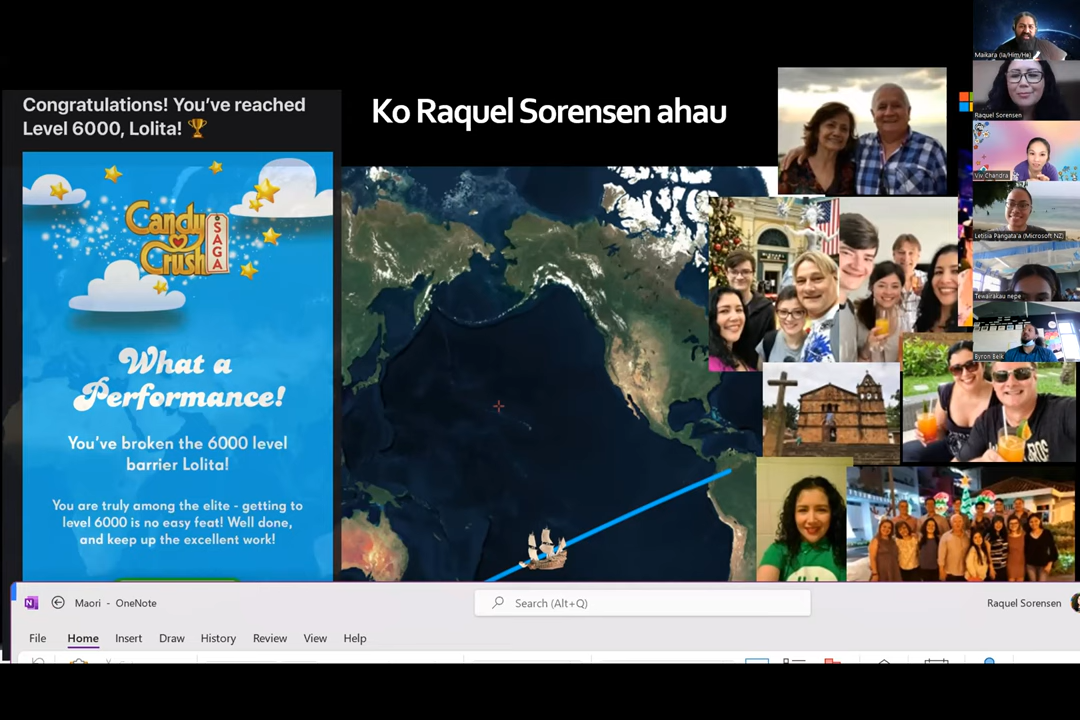 Congratulations! You've reached
Level 6000, Lolita! 🏆
Ko Raquel Sorensen ahau
Candy
Crush
SAGA
What a
Performance!
You've broken the 6000 level
barrier Lolita!
You are truly among the elite - getting to
level 6000 is no easy feat! Well done,
and keep up the excellent work!
Maikara (Ia/Him/He)
Raquel Sorensen
Viv Chandra
Letisia Pangata'a (Microsoft NZ)
Tewairakau nepe
Byron Belk
Maori - OneNote
Search (Alt+Q)
Raquel Sorensen
File Home Insert Draw History Review View Help